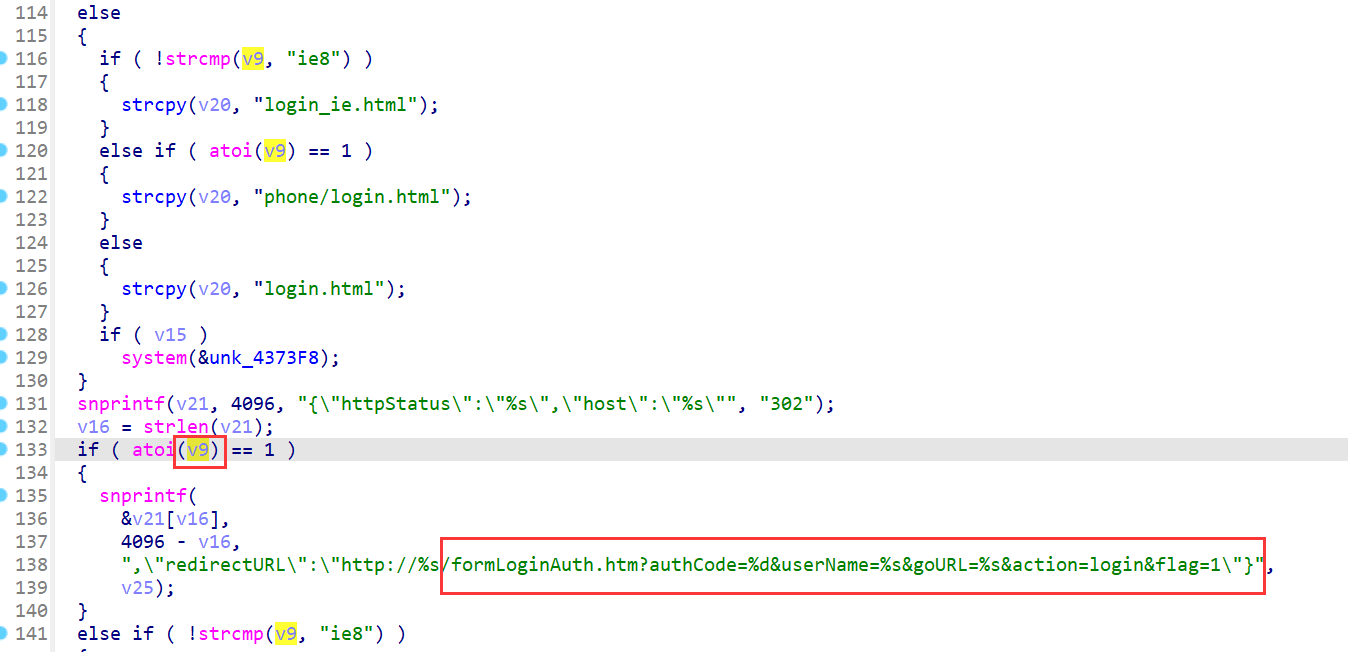 114 else
115 {
116 if ( !strcmp(v9, "ie8") )
117 {
118 strcpy(v20, "login_ie.html");
119 }
120 else if ( atoi(v9) == 1 )
121 {
122 strcpy(v20, "phone/login.html");
123 }
124 else
125 {
126 strcpy(v20, "login.html");
127 }
128 if ( v15 )
129 system(&unk_4373F8);
130 }
131 snprintf(v21, 4096, "{\"httpStatus\":\"%s\",\"host\":\"%s\"", "302");
132 v16 = strlen(v21);
133 if ( atoi(v9) == 1 )
134 {
135 snprintf(
136 &v21[v16],
137 4096 - v16,
138 ",\"redirectURL\":\"http://%s/formLoginAuth.htm?authCode=%d&userName=%s&goURL=%s&action=login&flag=1\"}",
139 v25);
140 }
141 else if ( !strcmp(v9, "ie8") )